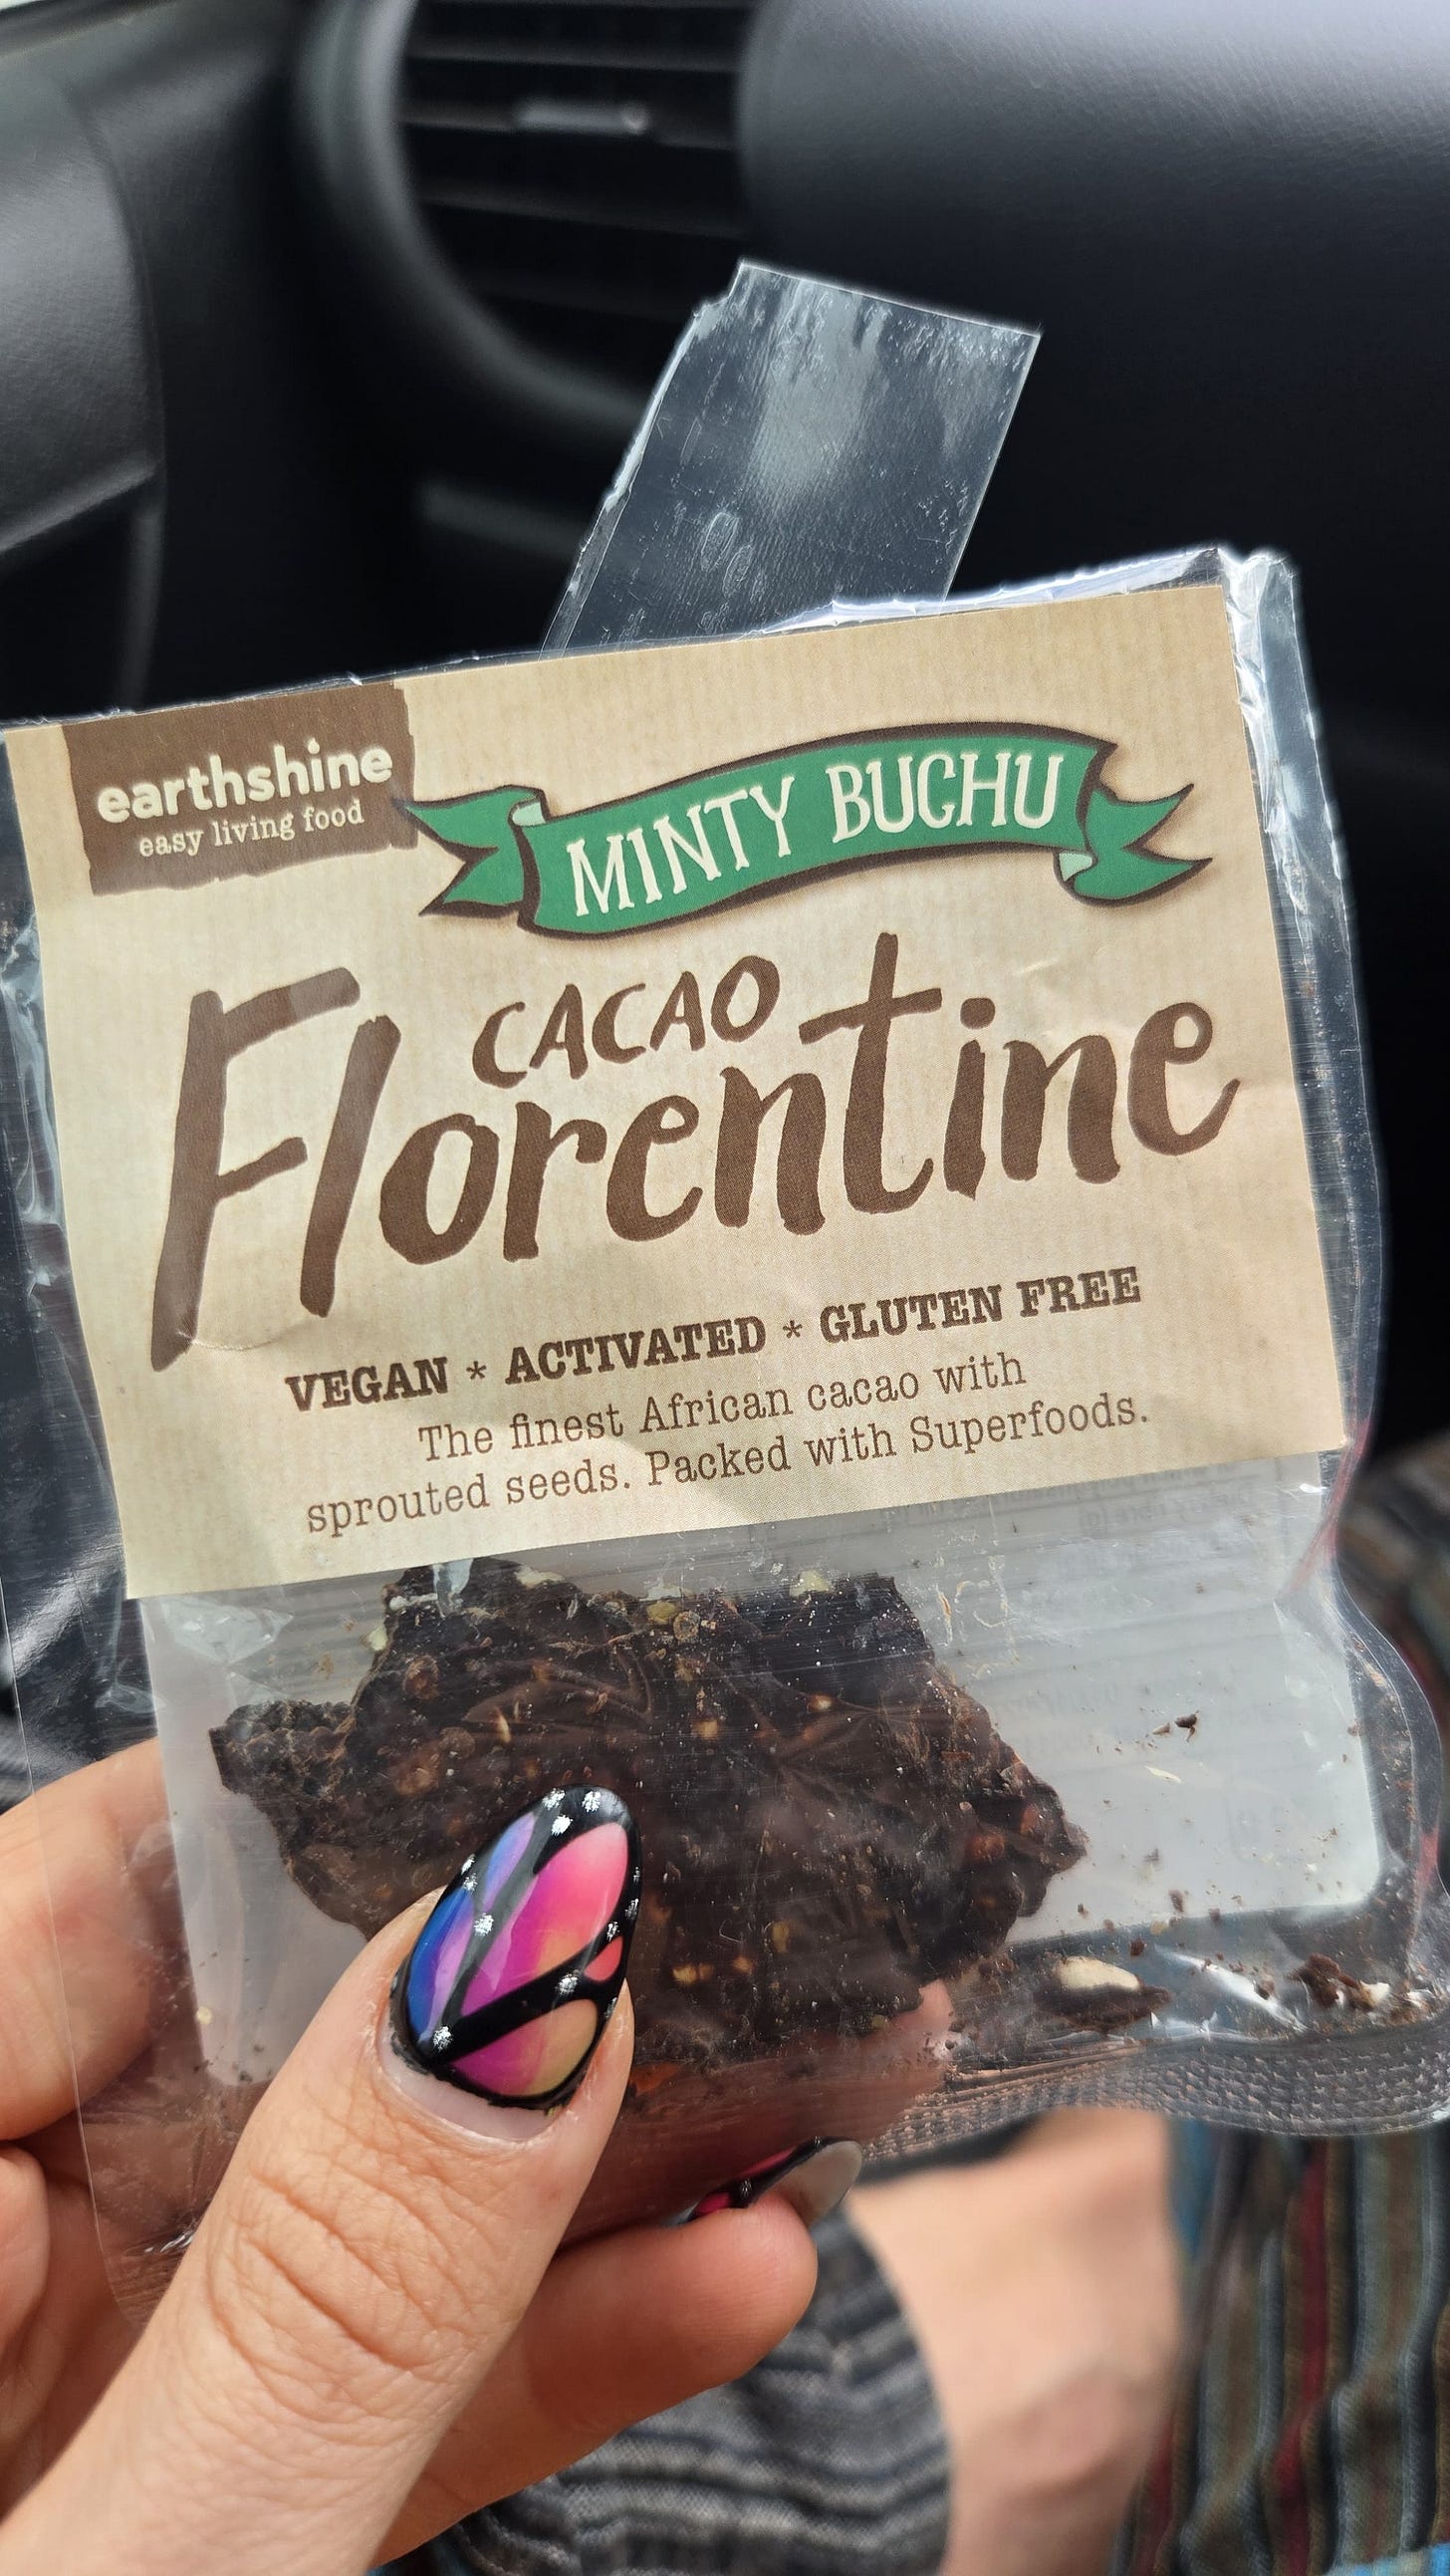 earthshine
easy living food
MINTY BUCHU
CACAO
Florentine
VEGAN * ACTIVATED * GLUTEN FREE
The finest African cacao with
sprouted seeds. Packed with Superfoods.